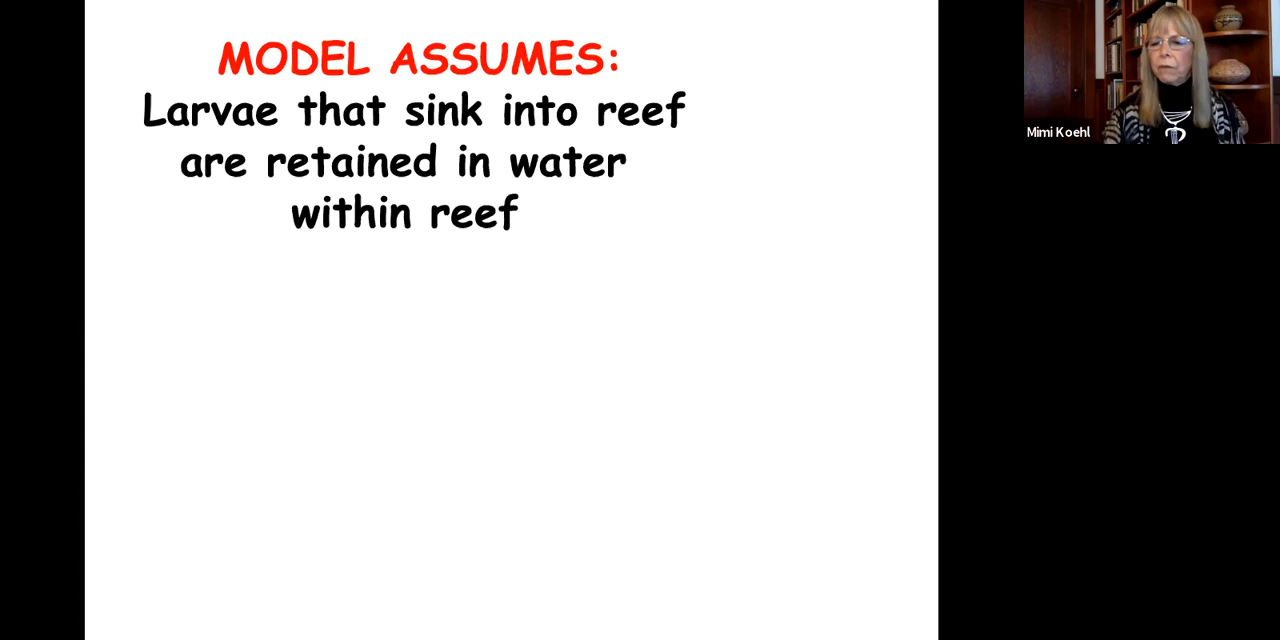 MODEL ASSUMES:
Larvae that sink into reef
are retained in water
within reef
Mimi Koehl